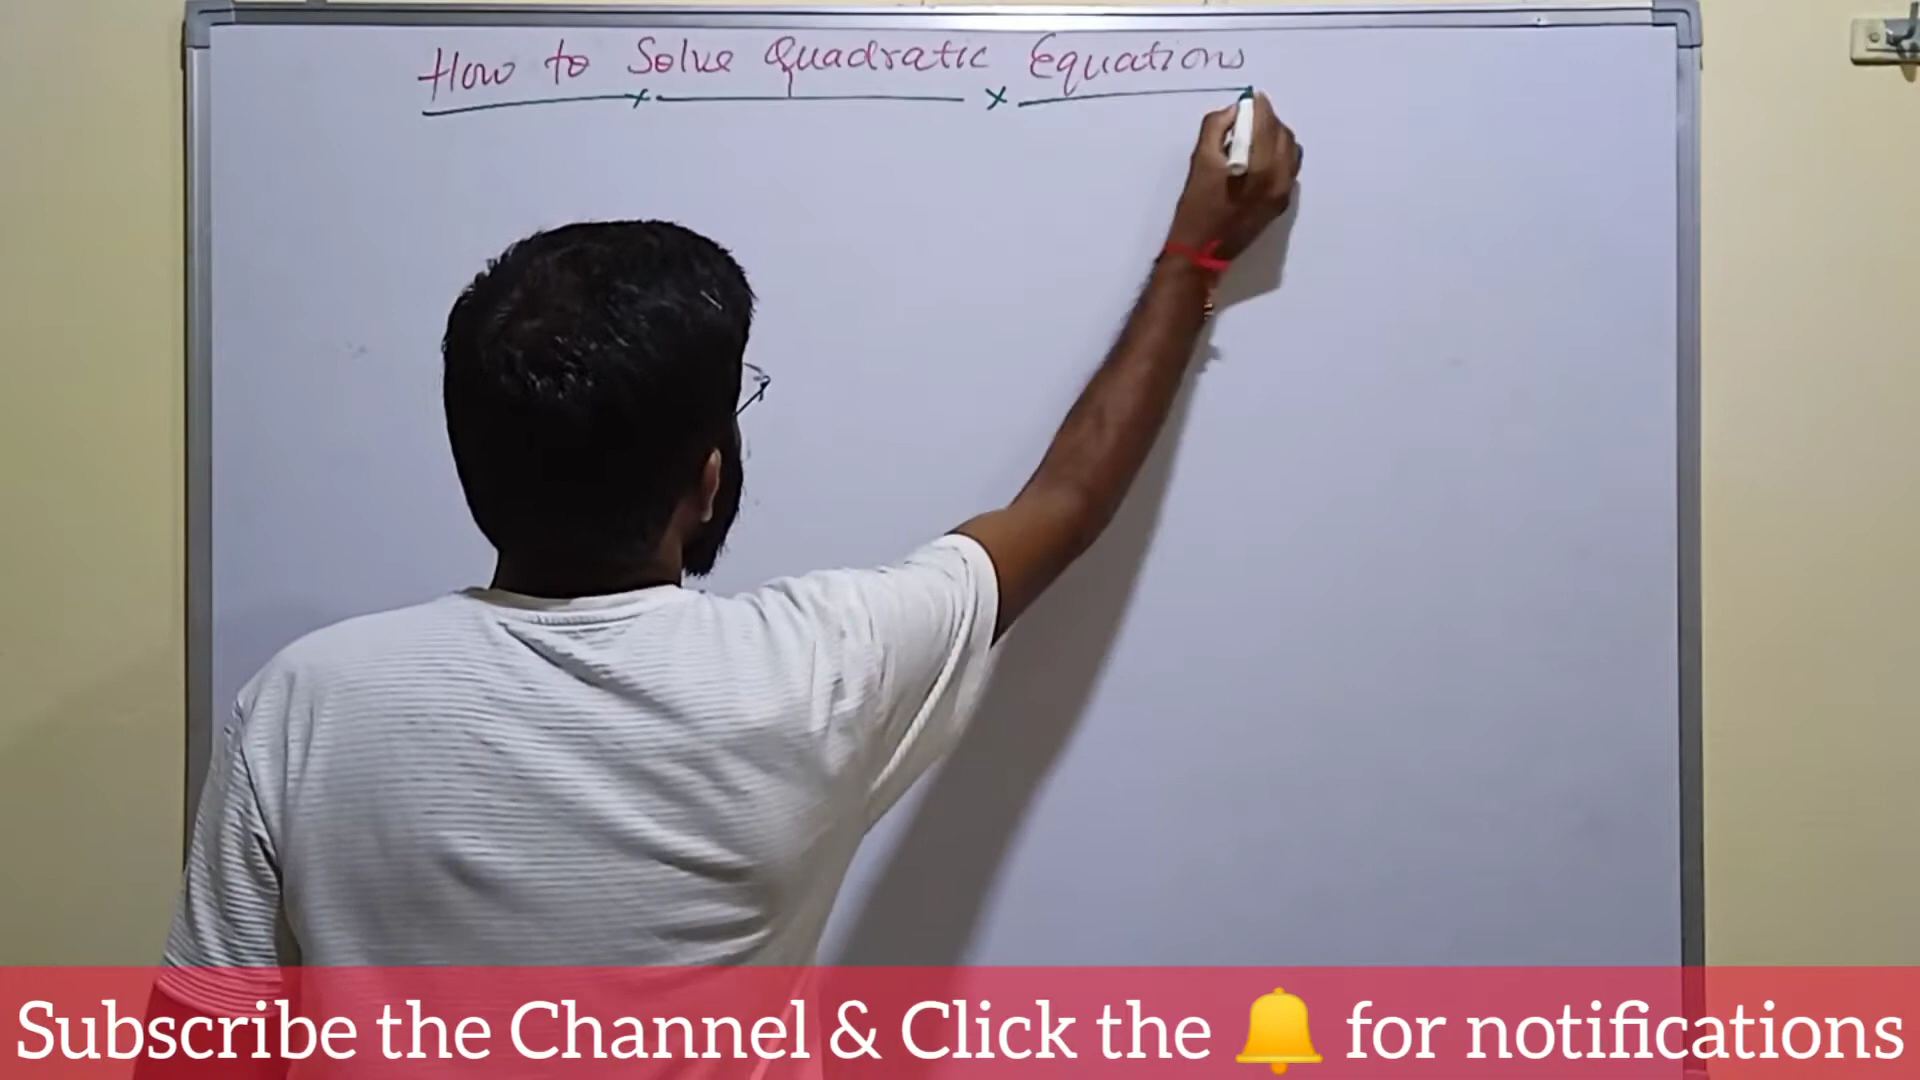 How to Solve Quadratic Equations
Subscribe the Channel & Click the 🔔 for notifications